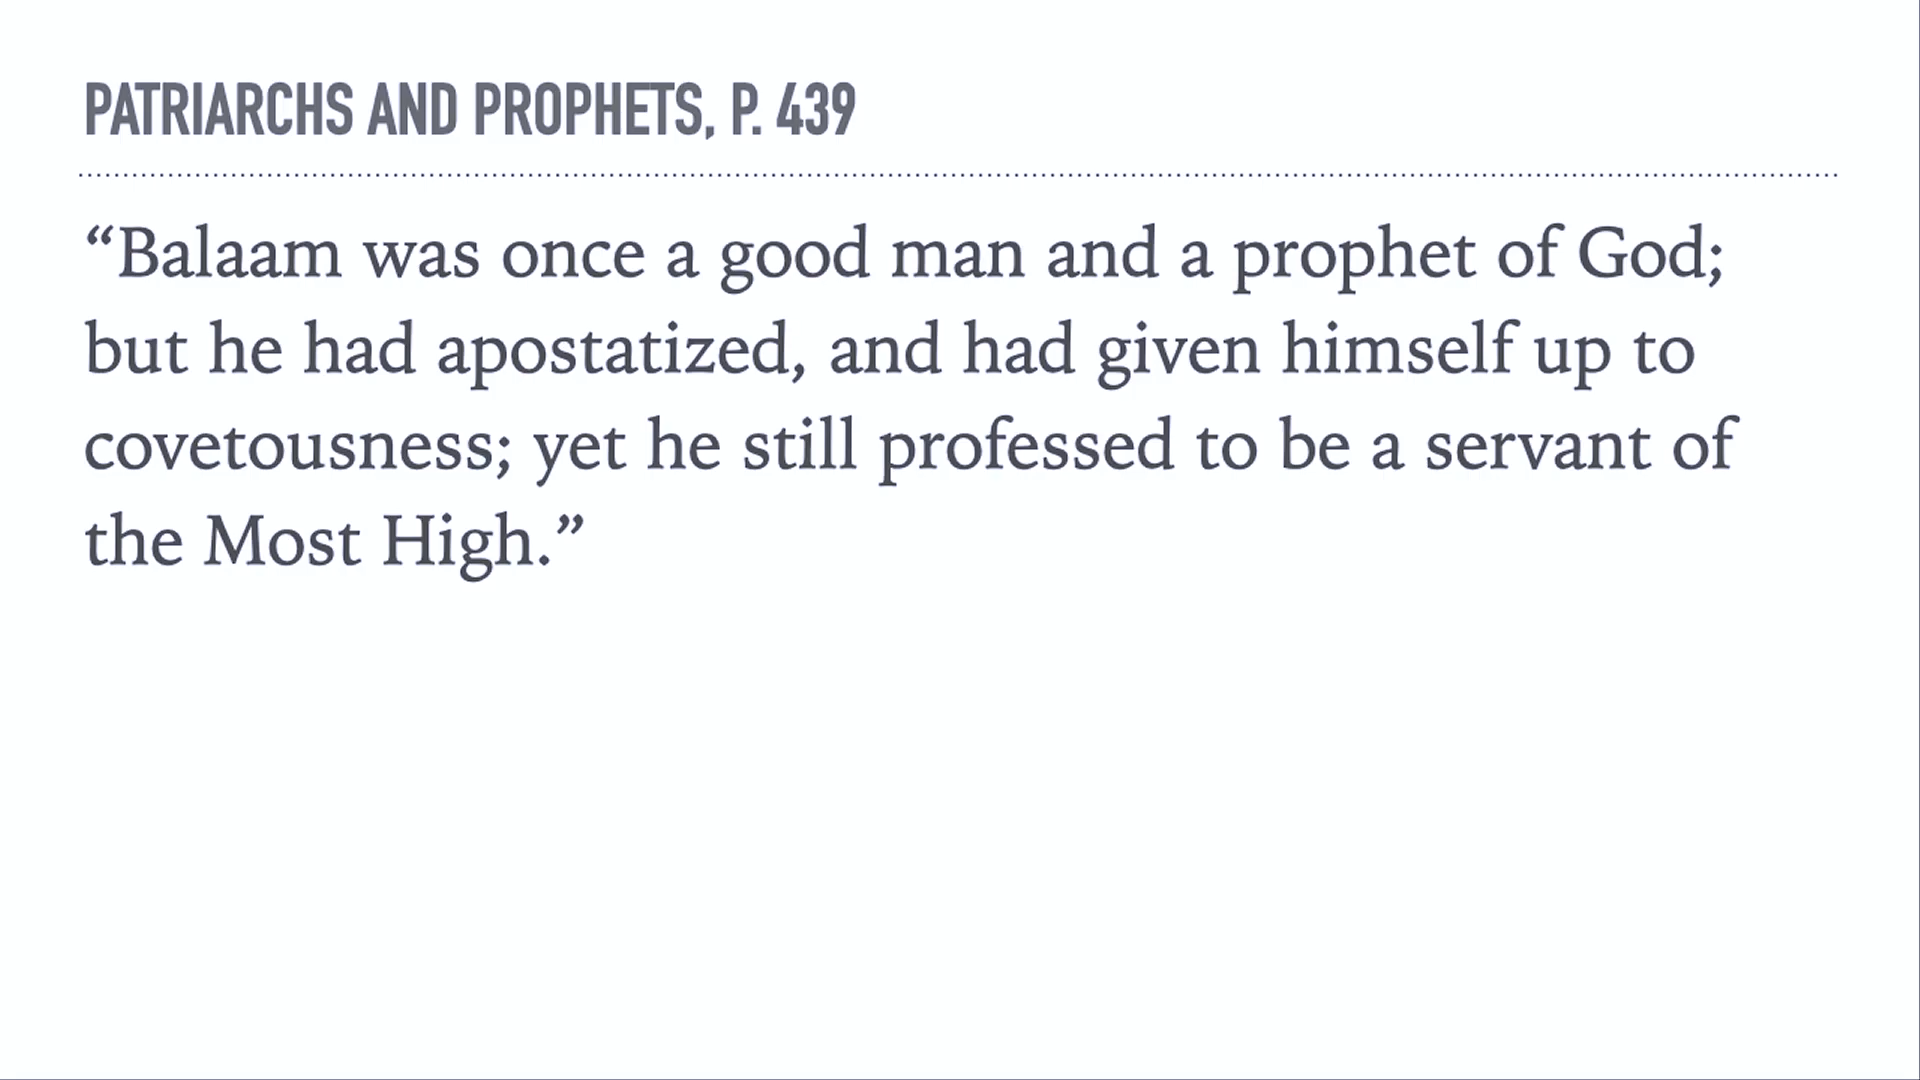 PATRIARCHS AND PROPHETS, P. 439
“Balaam was once a good man and a prophet of God;
but he had apostatized, and had given himself up to
covetousness; yet he still professed to be a servant of
the Most High.”